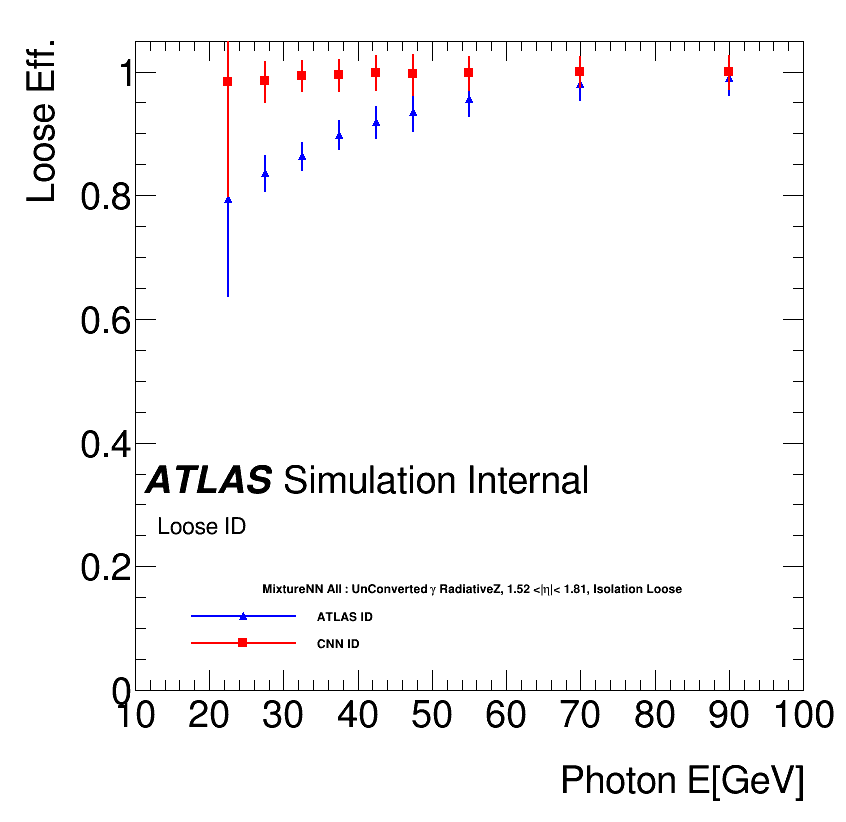 Loose Eff.
1
0.8
0.6
0.4
0.2
0
ATLAS Simulation Internal
Loose ID
MixtureNN All : UnConverted γ RadiativeZ, 1.52 <|η|< 1.81, Isolation Loose
ATLAS ID
CNN ID
10 20 30 40 50 60 70 80 90 100
Photon E[GeV]